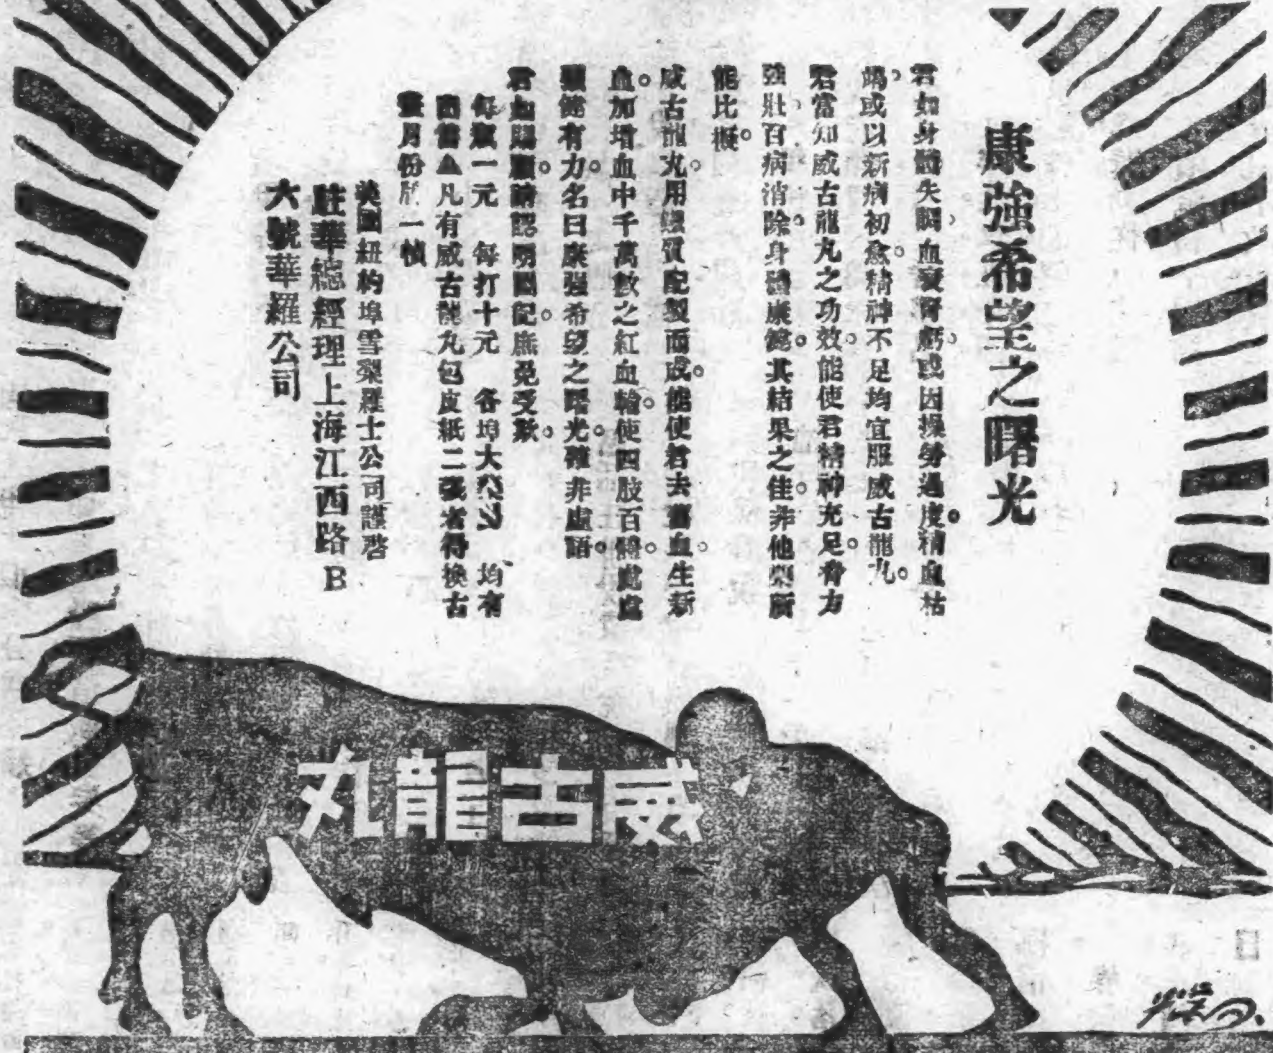 康強希望之曙光
君如身體失調、血衰腎虧。或因操勞過度。精血枯
竭。或以新病初愈。精神不足均宜服威古龍丸。
君當知威古龍丸之功效。能使君精神充足。膂力
強壯百病消除。身體康健。其結果之佳。非他藥所
能比擬。
威古龍丸。用 質配製而成。能使君去舊血。生新
血。加增血中千萬數之紅血輪。使四肢百體。處處
健有力。名曰康強希望之曙光。確非虛語。
君如賜顧。請認明圖記。庶免受欺。
每瓶一元 每打十元 各埠大藥房 均有
凡有威古龍丸包皮紙二張者得換古
畫月份牌一幀
英國紐約埠雪梨羅士公司謹啓
駐華總經理上海江西路B
六號華羅公司
威古龍丸